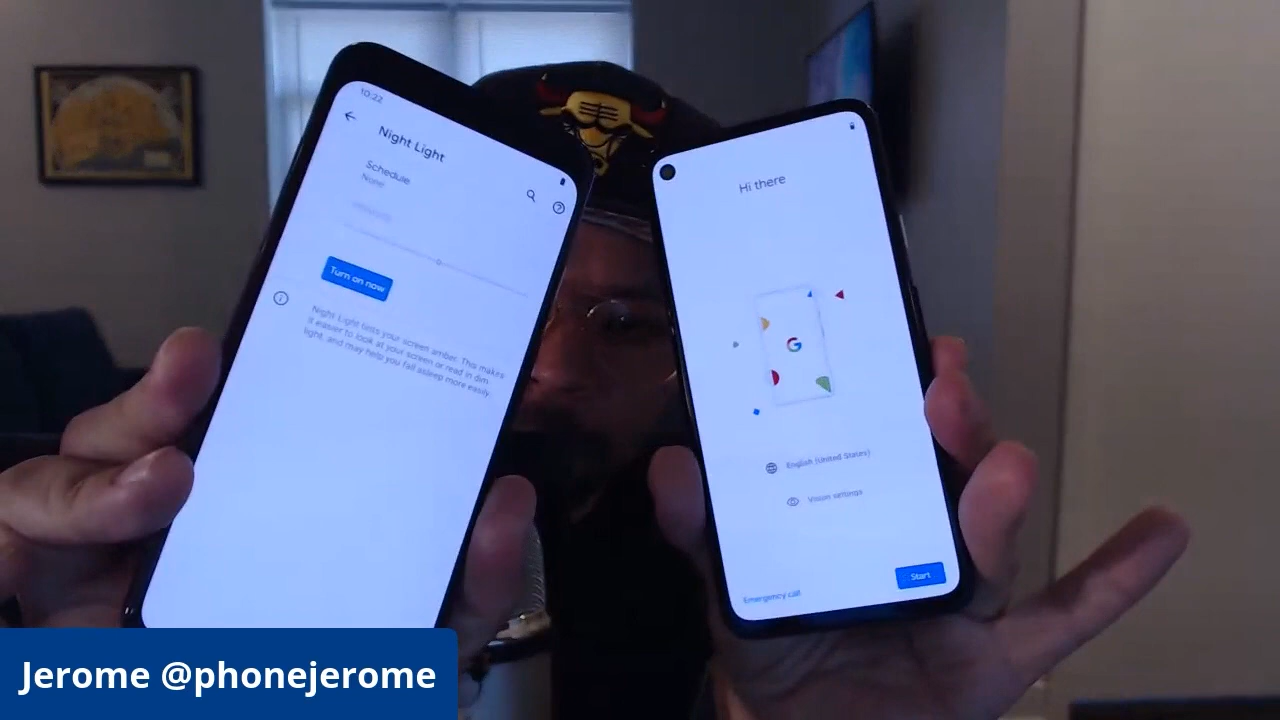 10:22
Night Light
Schedule
None
Turn on now
Night Light tints your screen amber. This makes
it easier to look at your screen or read in dim
light, and may help you fall asleep more easily.
Hi there
G
English (United States)
Vision settings
Start
Emergency call
Jerome @phonejerome